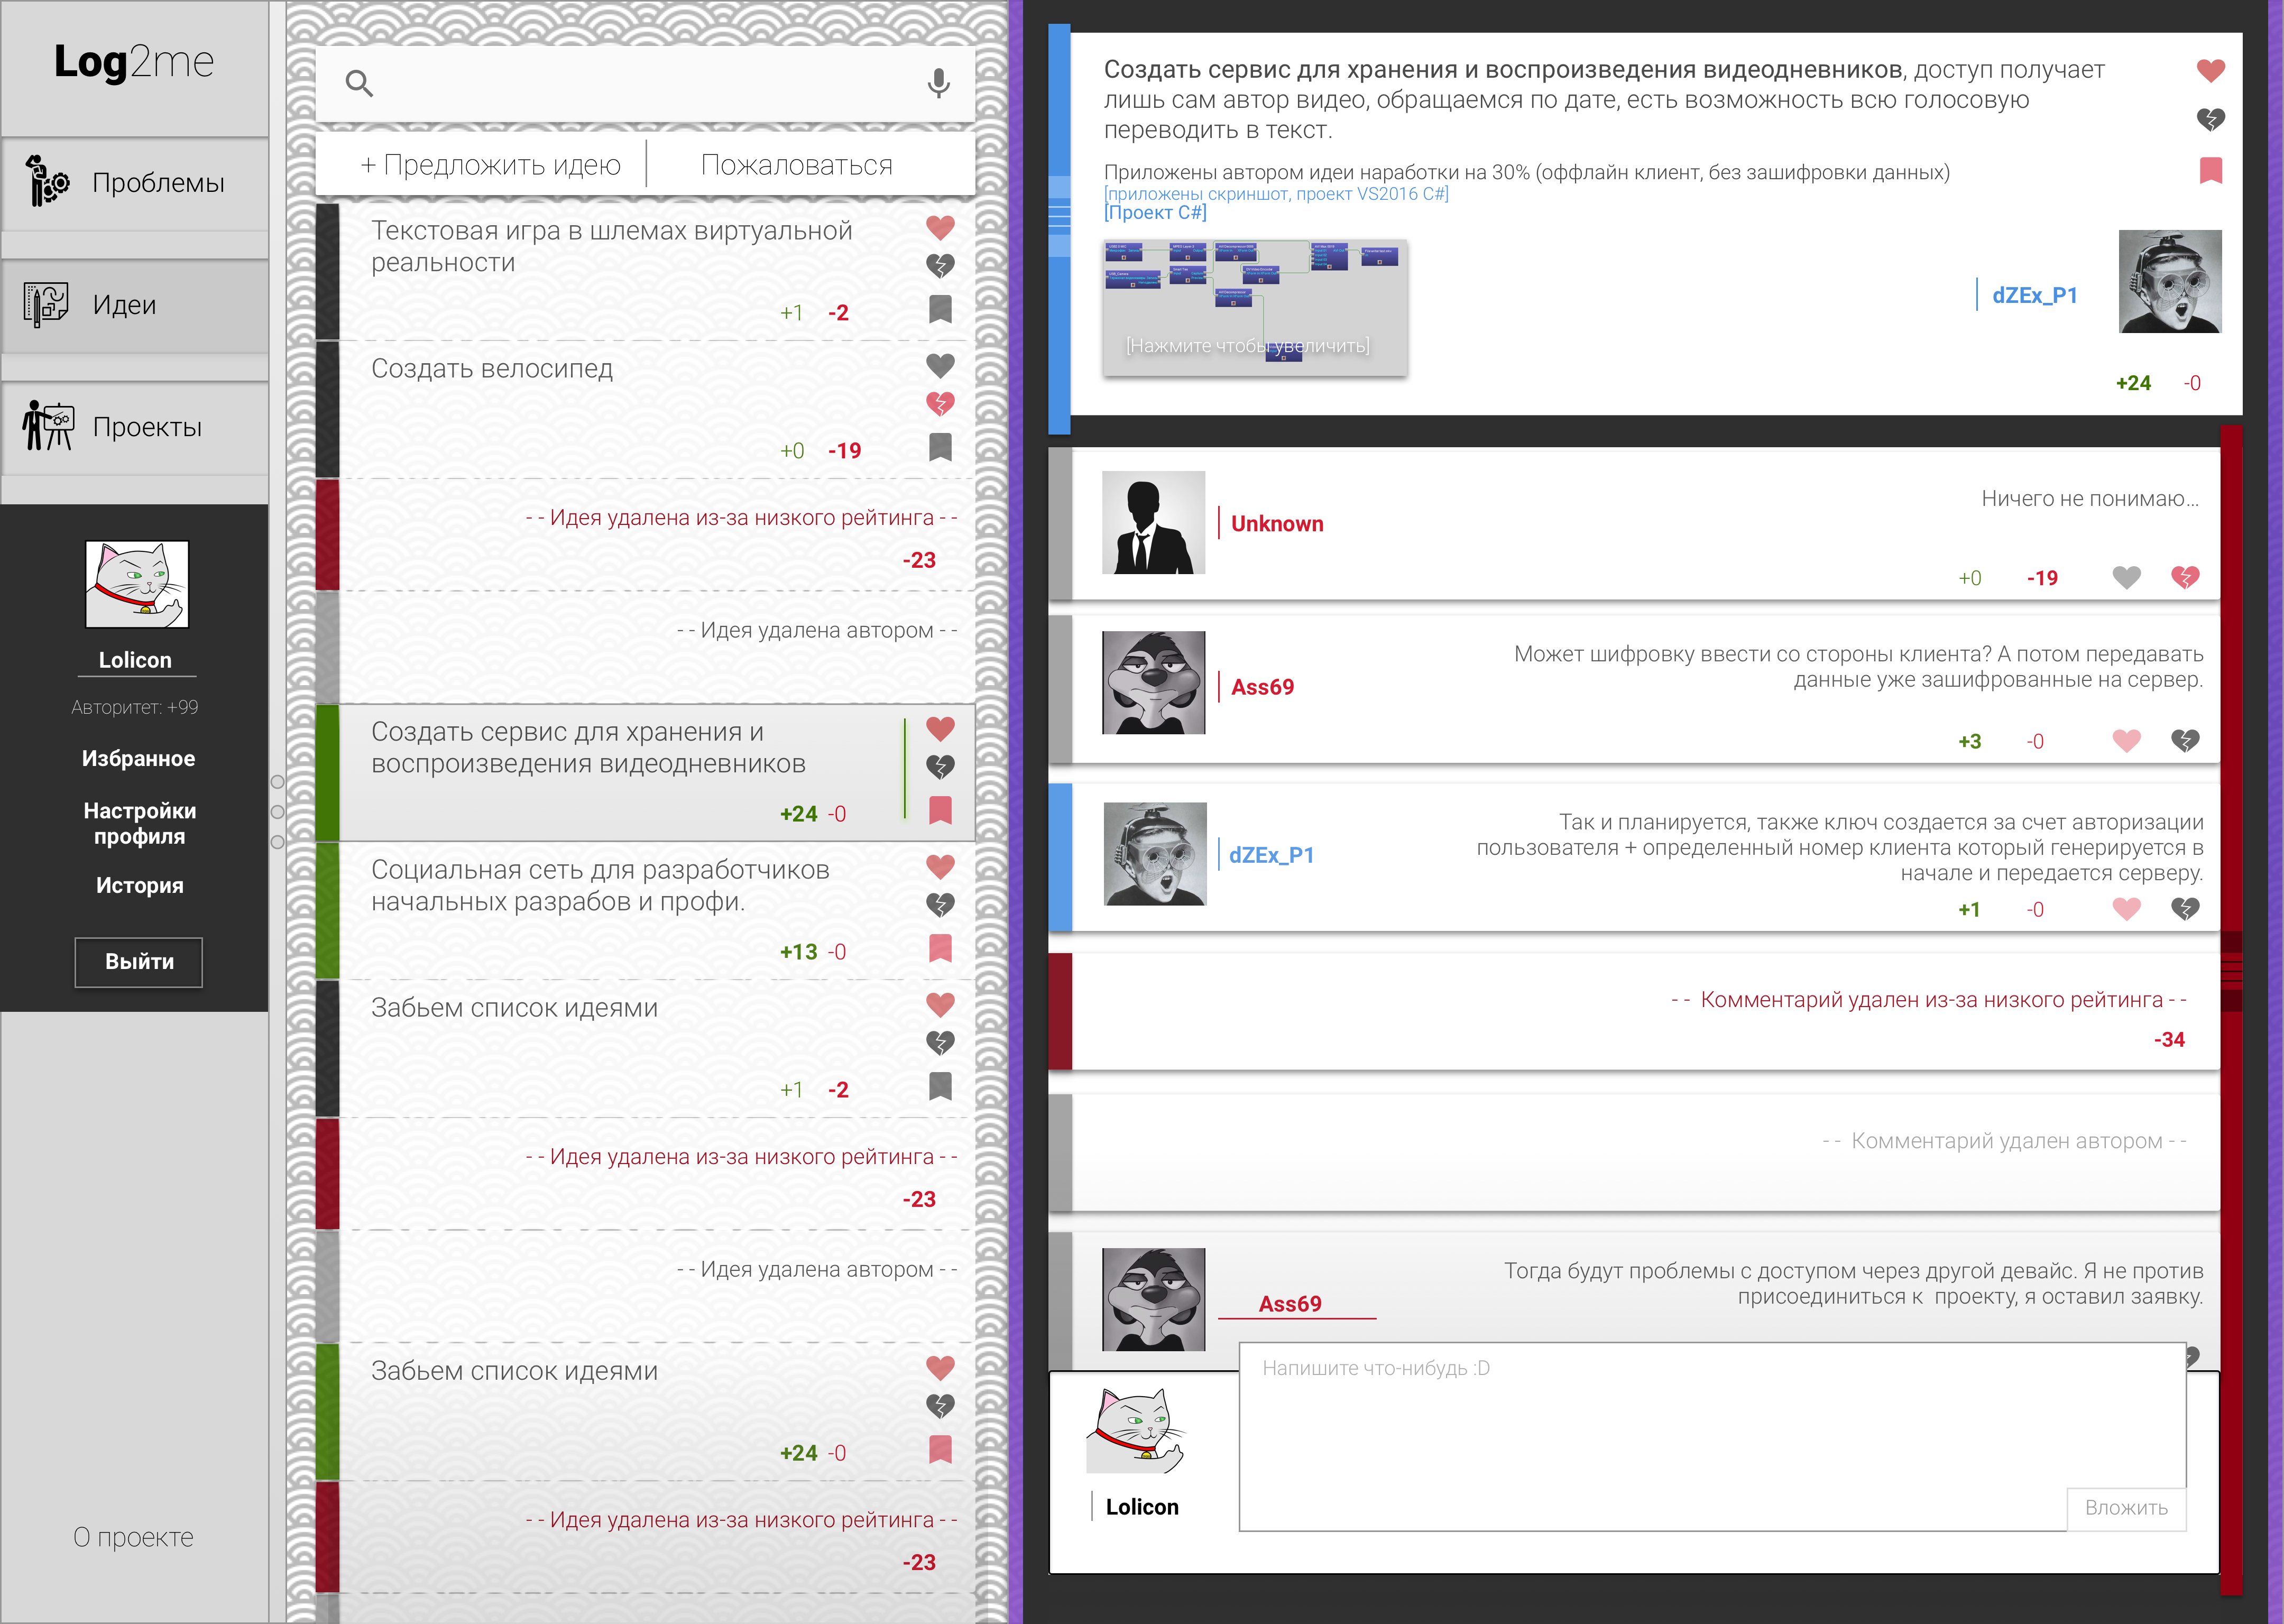 Log2me
Проблемы
Идеи
Проекты
Lolicon
Авторитет: +99
Избранное
Настройки
профиля
История
Выйти
О проекте
+ Предложить идею
Пожаловаться
Текстовая игра в шлемах виртуальной
реальности
+1 -2
Создать велосипед
+0 -19
- - Идея удалена из-за низкого рейтинга - -
-23
- - Идея удалена автором - -
Создать сервис для хранения и
воспроизведения видеодневников
+24 -0
Социальная сеть для разработчиков
начальных разрабов и профи.
+13 -0
Забьем список идеями
+1 -2
- - Идея удалена из-за низкого рейтинга - -
-23
- - Идея удалена автором - -
Забьем список идеями
+24 -0
- - Идея удалена из-за низкого рейтинга - -
-23
Создать сервис для хранения и воспроизведения видеодневников, доступ получает
лишь сам автор видео, обращаемся по дате, есть возможность всю голосовую
переводить в текст.
Приложены автором идеи наработки на 30% (оффлайн клиент, без зашифровки данных)
[приложены скриншот, проект VS2016 C#]
[Проект C#]
[Нажмите чтобы увеличить]
dZEx_P1
+24 -0
Unknown
Ничего не понимаю...
+0 -19
Ass69
Может шифровку ввести со стороны клиента? А потом передавать
данные уже зашифрованные на сервер.
+3 -0
dZEx_P1
Так и планируется, также ключ создается за счет авторизации
пользователя + определенный номер клиента который генерируется в
начале и передается серверу.
+1 -0
- - Комментарий удален из-за низкого рейтинга - -
-34
- - Комментарий удален автором - -
Ass69
Тогда будут проблемы с доступом через другой девайс. Я не против
присоединиться к проекту, я оставил заявку.
Напишите что-нибудь :D
Lolicon
Вложить